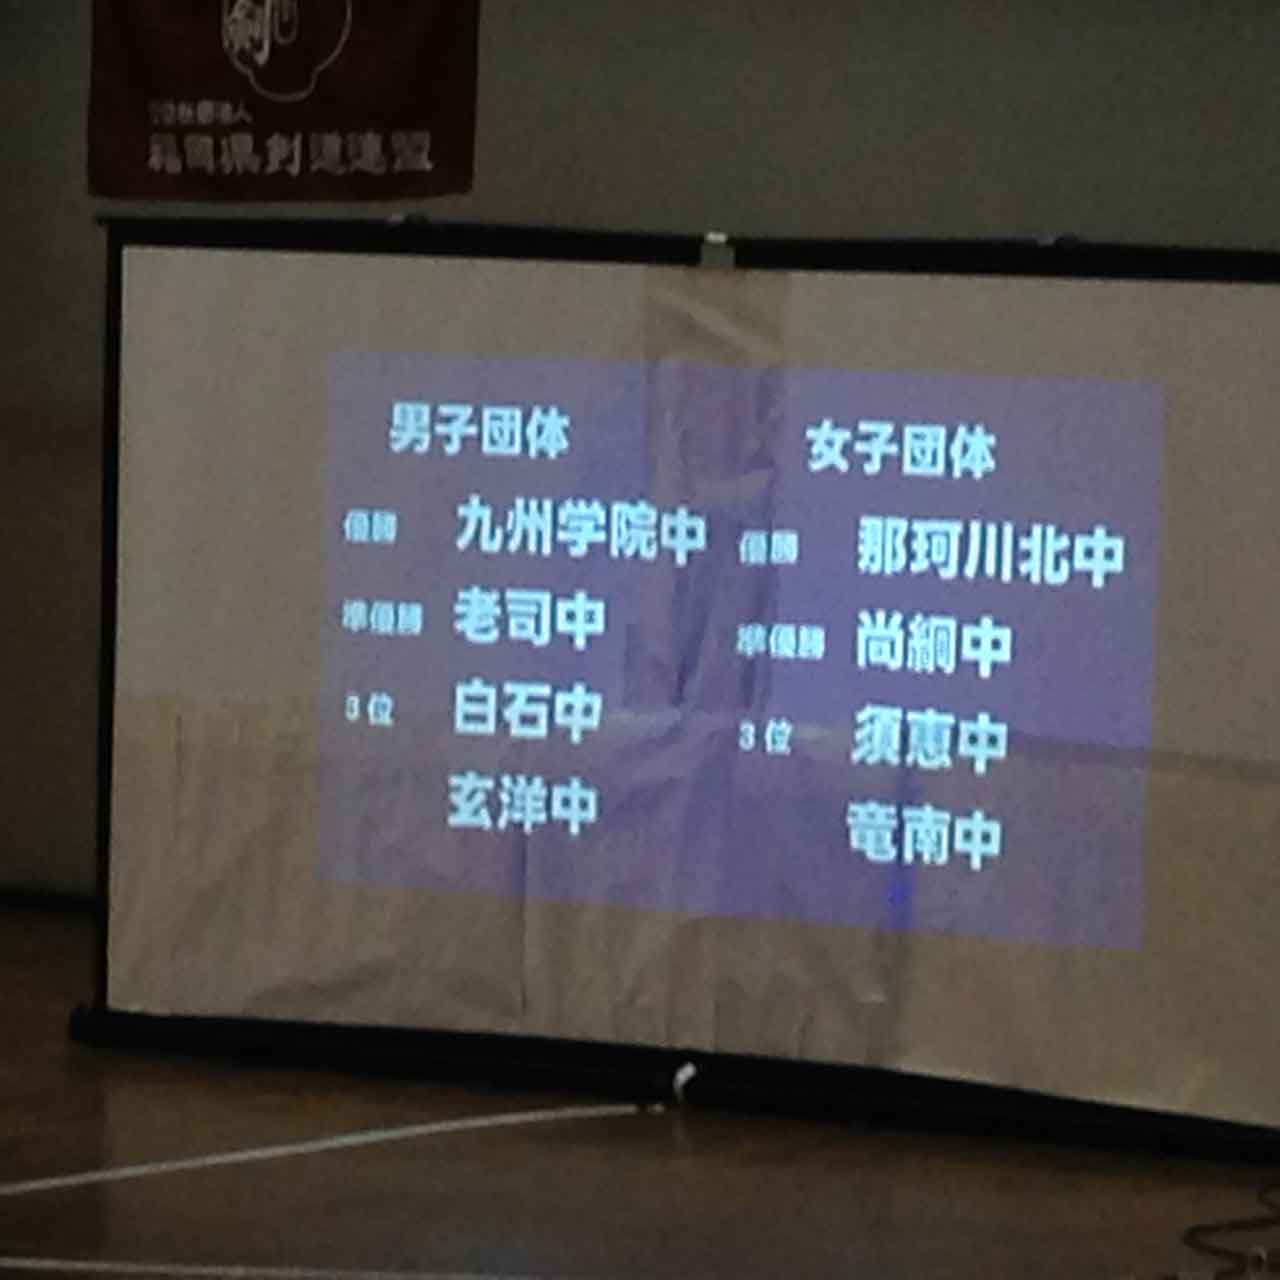 剣
福岡県剣道連盟
男子団体
優勝 九州学院中
準優勝 老司中
3位 白石中
玄洋中
女子団体
優勝 那珂川北中
準優勝 尚絅中
3位 須恵中
竜南中